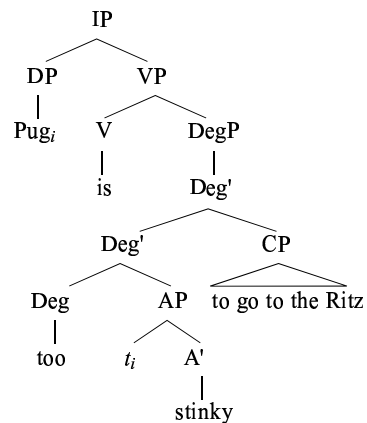 IP
DP VP
Pugi V DegP
is Deg'
Deg' CP
Deg AP to go to the Ritz
too ti A'
stinky